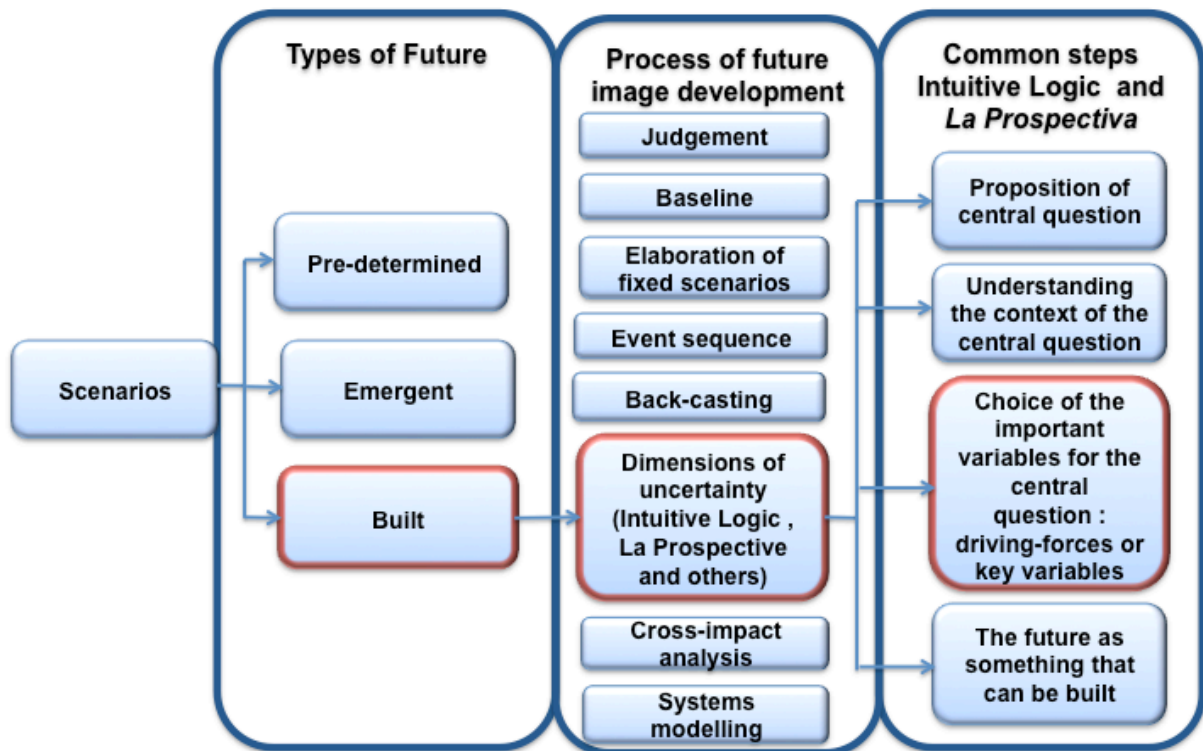 Types of Future
Process of future
image development
Common steps
Intuitive Logic and
La Prospectiva
Scenarios
Pre-determined
Emergent
Built
Judgement
Baseline
Elaboration of
fixed scenarios
Event sequence
Back-casting
Dimensions of
uncertainty
(Intuitive Logic ,
La Prospective
and others)
Cross-impact
analysis
Systems
modelling
Proposition of
central question
Understanding
the context of the
central question
Choice of the
important
variables for the
central
question :
driving-forces or
key variables
The future as
something that
can be built